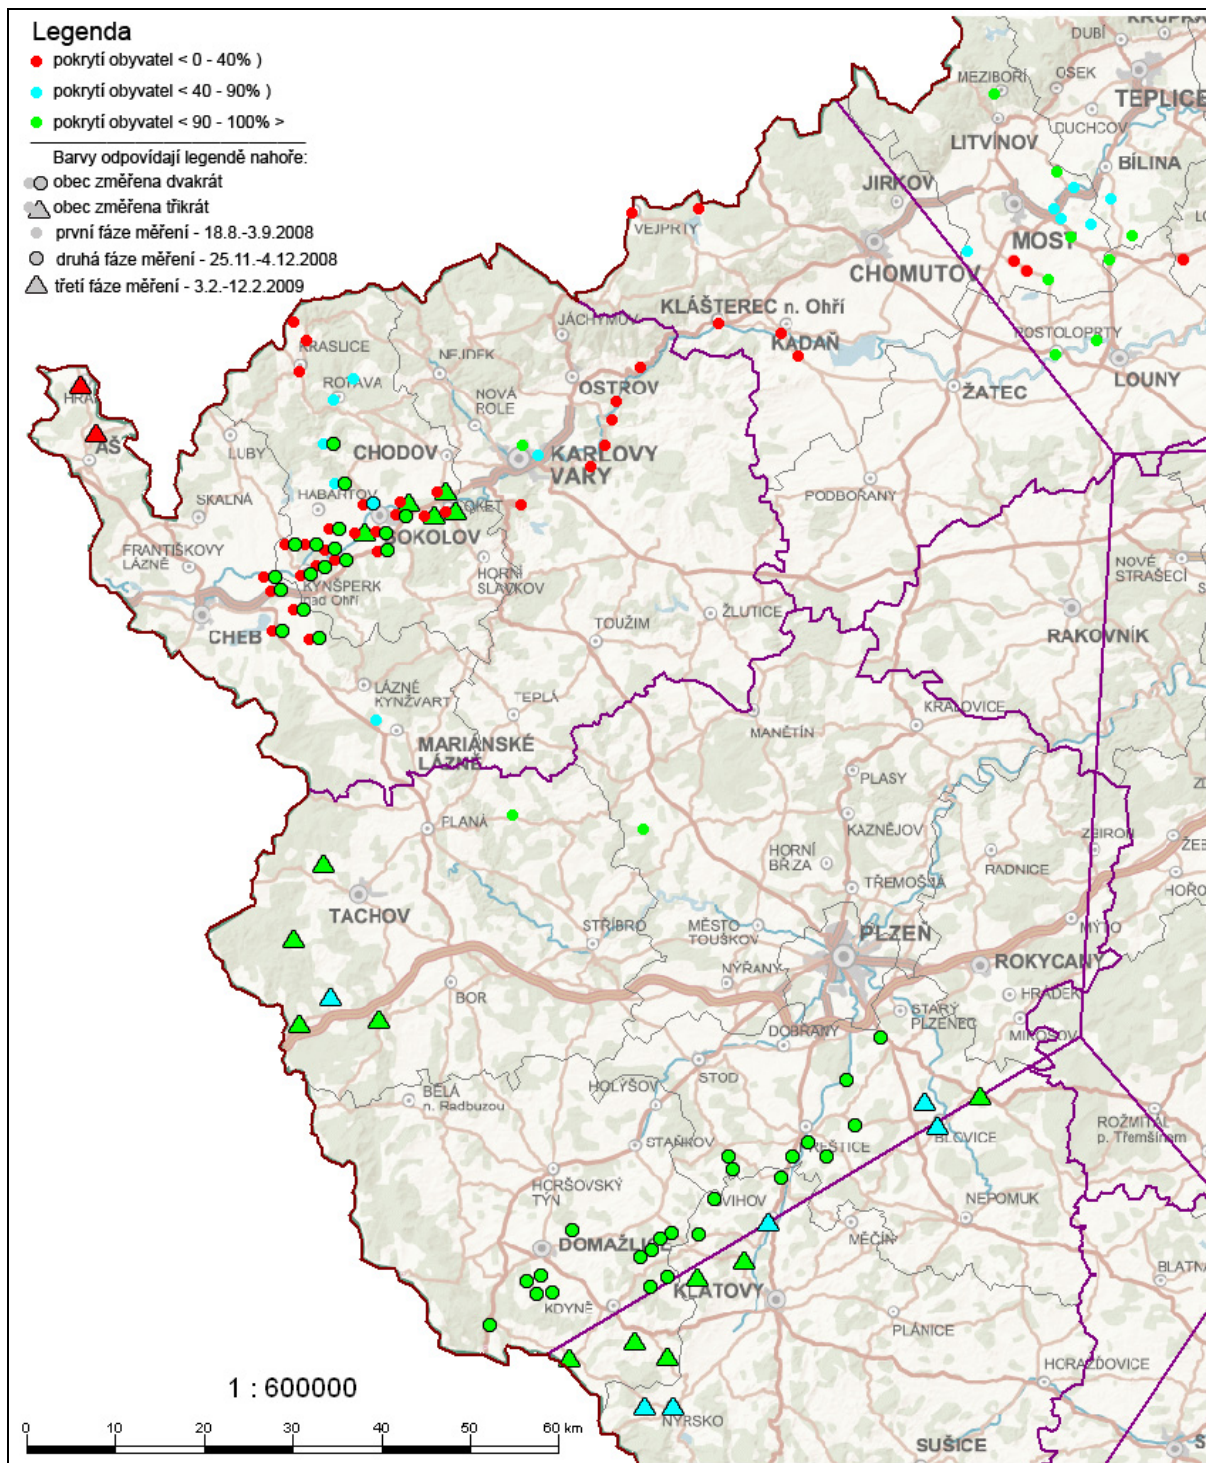 Legenda
pokrytí obyvatel < 0 - 40% )
pokrytí obyvatel < 40 - 90% )
pokrytí obyvatel < 90 - 100% >
Barvy odpovídají legendě nahoře:
obec změřena dvakrát
obec změřena třikrát
první fáze měření - 18.8.-3.9.2008
druhá fáze měření - 25.11.-4.12.2008
třetí fáze měření - 3.2.-12.2.2009
KRUPKA
DUBÍ
MEZIBOŘÍ
OSEK
TEPLICE
DUCHCOV
LITVÍNOV
BÍLINA
JIRKOV
VEJPRTY
MOST
CHOMUTOV
KLÁŠTEREC n. Ohří
JÁCHYMOV
KADAŇ
POSTOLOPRTY
LOUNY
KRASLICE
NEJDEK
ROTAVA
OSTROV
ŽATEC
HRAN
NOVÁ
ROLE
AŠ
LUBY
CHODOV
KARLOVY
VARY
PODBOŘANY
SKALNÁ
HABARTOV
LOKET
SOKOLOV
FRANTIŠKOVY
LÁZNĚ
HORNÍ
SLAVKOV
NOVÉ
STRAŠECÍ
KYNŠPERK
nad Ohří
ŽLUTICE
CHEB
TOUŽIM
RAKOVNÍK
LÁZNĚ
KYNŽVART
TEPLÁ
KRALOVICE
MANĚTÍN
MARIÁNSKÉ
LÁZNĚ
PLASY
PLANÁ
KAZNĚJOV
ZBIROH
HORNÍ
BŘÍZA
RADNICE
ŽEB
TŘEMOŠNÁ
HOŘO
TACHOV
STŘÍBRO
MĚSTO
TOUŠKOV
PLZEŇ
MÝTO
NÝŘANY
ROKYCANY
BOR
HRÁDEK
STARÝ
PLZENEC
MIROŠOV
DOBŘANY
STOD
HOLÝŠOV
BĚLÁ
n. Radbuzou
ROŽMITÁL
p. Třemšínem
STAŇKOV
PŘEŠTICE
BLOVICE
HORŠOVSKÝ
TÝN
ŠVIHOV
NEPOMUK
MĚČÍN
DOMAŽLICE
BLATNÁ
KLATOVY
KDYNĚ
PLÁNICE
HORAŽĎOVICE
1 : 600000
NÝRSKO
SUŠICE
0 10 20 30 40 50 60 km